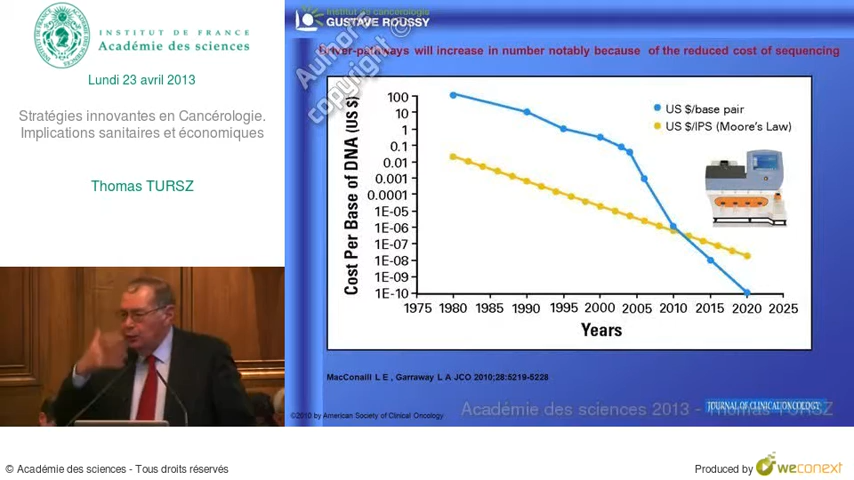 INSTITUT DE FRANCE
Académie des sciences
Lundi 23 avril 2013
Stratégies innovantes en Cancérologie.
Implications sanitaires et économiques
Thomas TURSZ
institut de cancérologie
GUSTAVE ROUSSY
Driver-pathways will increase in number notably because of the reduced cost of sequencing
Author's
copyright ©
Cost Per Base of DNA (US $)
100
10
1
0.1
0.01
0.001
0.0001
1E-05
1E-06
1E-07
1E-08
1E-09
1E-10
US $/base pair
US $/IPS (Moore's Law)
1975 1980 1985 1990 1995 2000 2005 2010 2015 2020 2025
Years
MacConaill L E , Garraway L A JCO 2010;28:5219-5228
©2010 by American Society of Clinical Oncology
Académie des sciences 2013 - Thomas TURSZ
JOURNAL OF CLINICAL ONCOLOGY
© Académie des sciences - Tous droits réservés
Produced by weconext